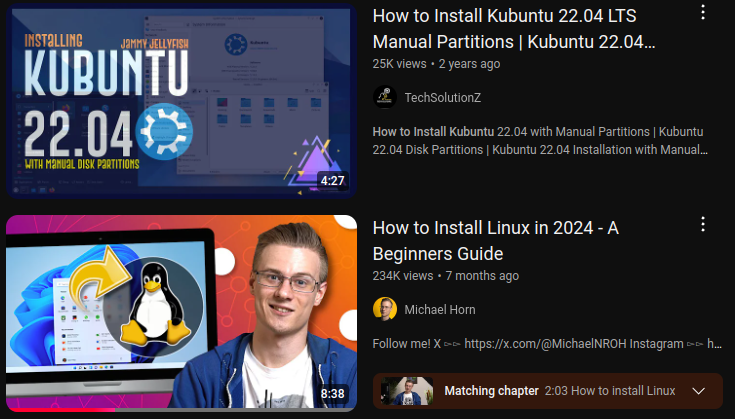 INSTALLING
JAMMY JELLYFISH
KUBUNTU
22.04
WITH MANUAL DISK PARTITIONS
4:27
How to Install Kubuntu 22.04 LTS
Manual Partitions | Kubuntu 22.04…
25K views • 2 years ago
TechSolutionZ
How to Install Kubuntu 22.04 with Manual Partitions | Kubuntu
22.04 Disk Partitions | Kubuntu 22.04 Installation with Manual…
8:38
How to Install Linux in 2024 - A
Beginners Guide
234K views • 7 months ago
Michael Horn
Follow me! X ▻▻ https://x.com/@MichaelNROH Instagram ▻▻ h…
Matching chapter 2:03 How to install Linux